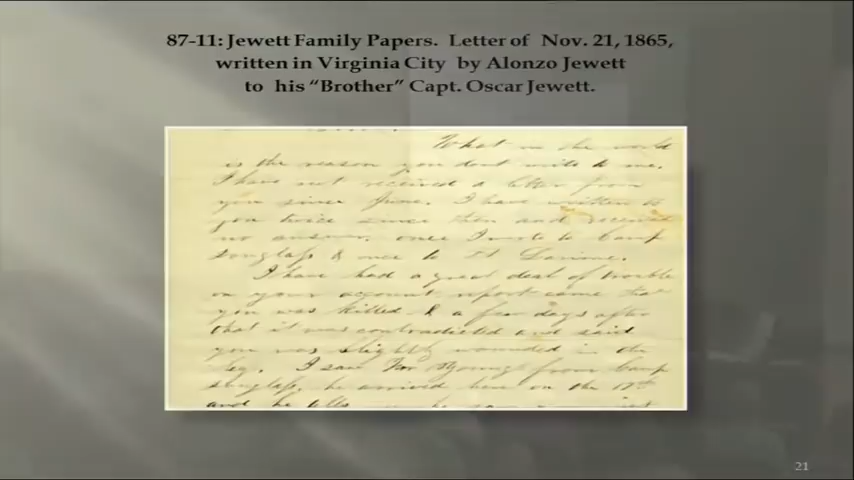 87-11: Jewett Family Papers. Letter of Nov. 21, 1865,
written in Virginia City by Alonzo Jewett
to his “Brother” Capt. Oscar Jewett.
What in the world
is the reason you dont write to me.
I have not received a letter from
you since June. I have written to
you twice since then and received
no answer. once I wrote to Camp
Douglass & once to Ft
I have had a great deal of trouble
on your account. report came that
you was killed & a few days after
that it was contradicted and said
you was slightly wounded in the
leg. I saw from Camp
Douglass. he arrived here on the 17th
and he
21